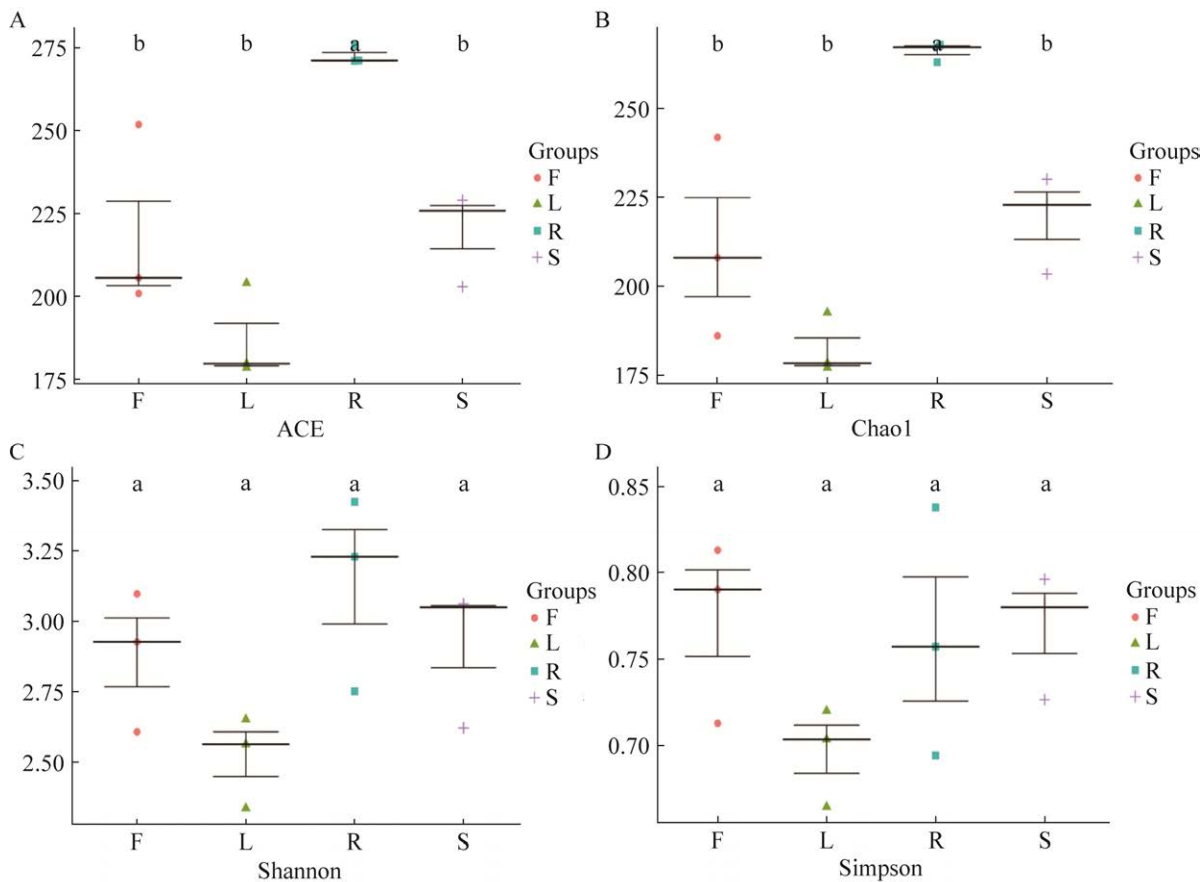 A
b b a b
275
250
225
200
175
F L R S
ACE
Groups
F
L
R
S
B
b b a b
250
225
200
175
F L R S
Chao1
Groups
F
L
R
S
C
a a a a
3.50
3.25
3.00
2.75
2.50
F L R S
Shannon
Groups
F
L
R
S
D
a a a a
0.85
0.80
0.75
0.70
F L R S
Simpson
Groups
F
L
R
S